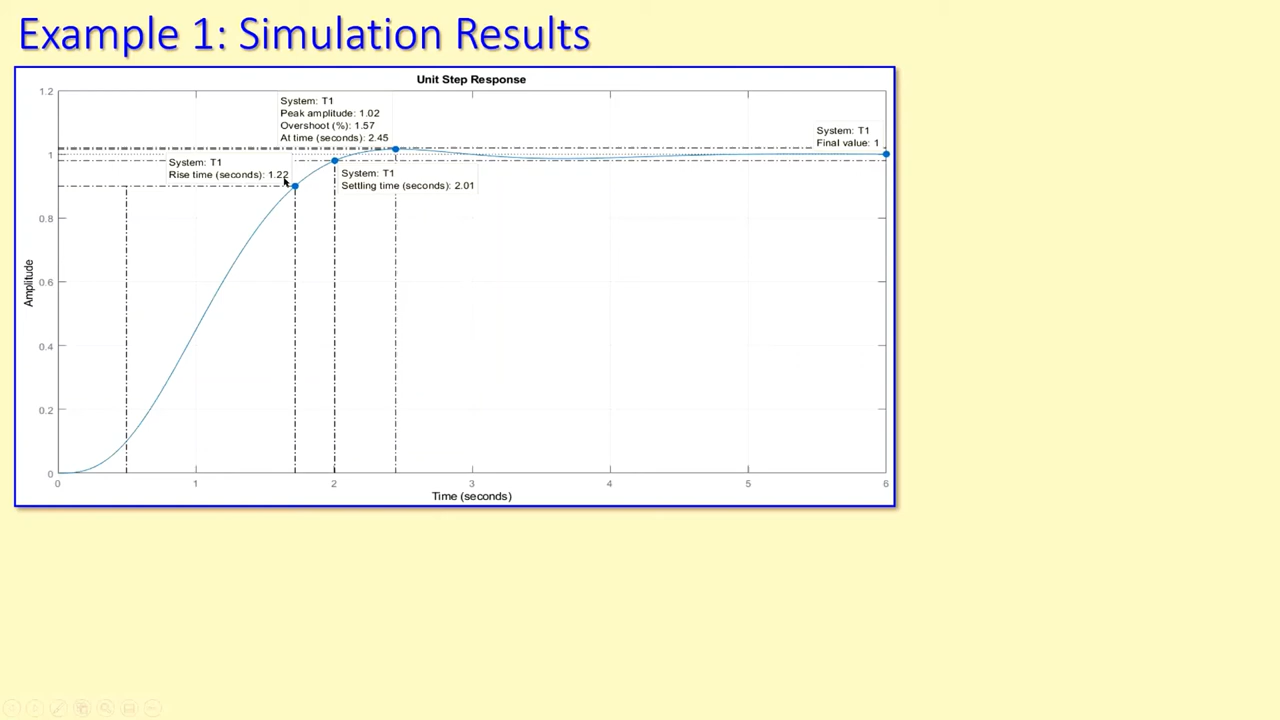 Example 1: Simulation Results
Unit Step Response
System: T1
Peak amplitude: 1.02
Overshoot (%): 1.57
At time (seconds): 2.45
System: T1
Final value: 1
System: T1
Rise time (seconds): 1.22
System: T1
Settling time (seconds): 2.01
1.2
1
0.8
0.6
0.4
0.2
0
Amplitude
0 1 2 3 4 5 6
Time (seconds)